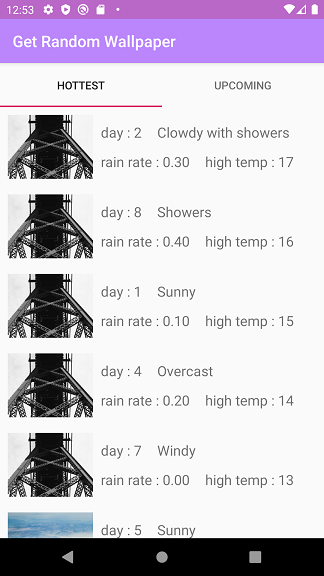 12:53
Get Random Wallpaper
HOTTEST UPCOMING
day : 2 Clowdy with showers
rain rate : 0.30 high temp : 17
day : 8 Showers
rain rate : 0.40 high temp : 16
day : 1 Sunny
rain rate : 0.10 high temp : 15
day : 4 Overcast
rain rate : 0.20 high temp : 14
day : 7 Windy
rain rate : 0.00 high temp : 13
day : 5 Sunny